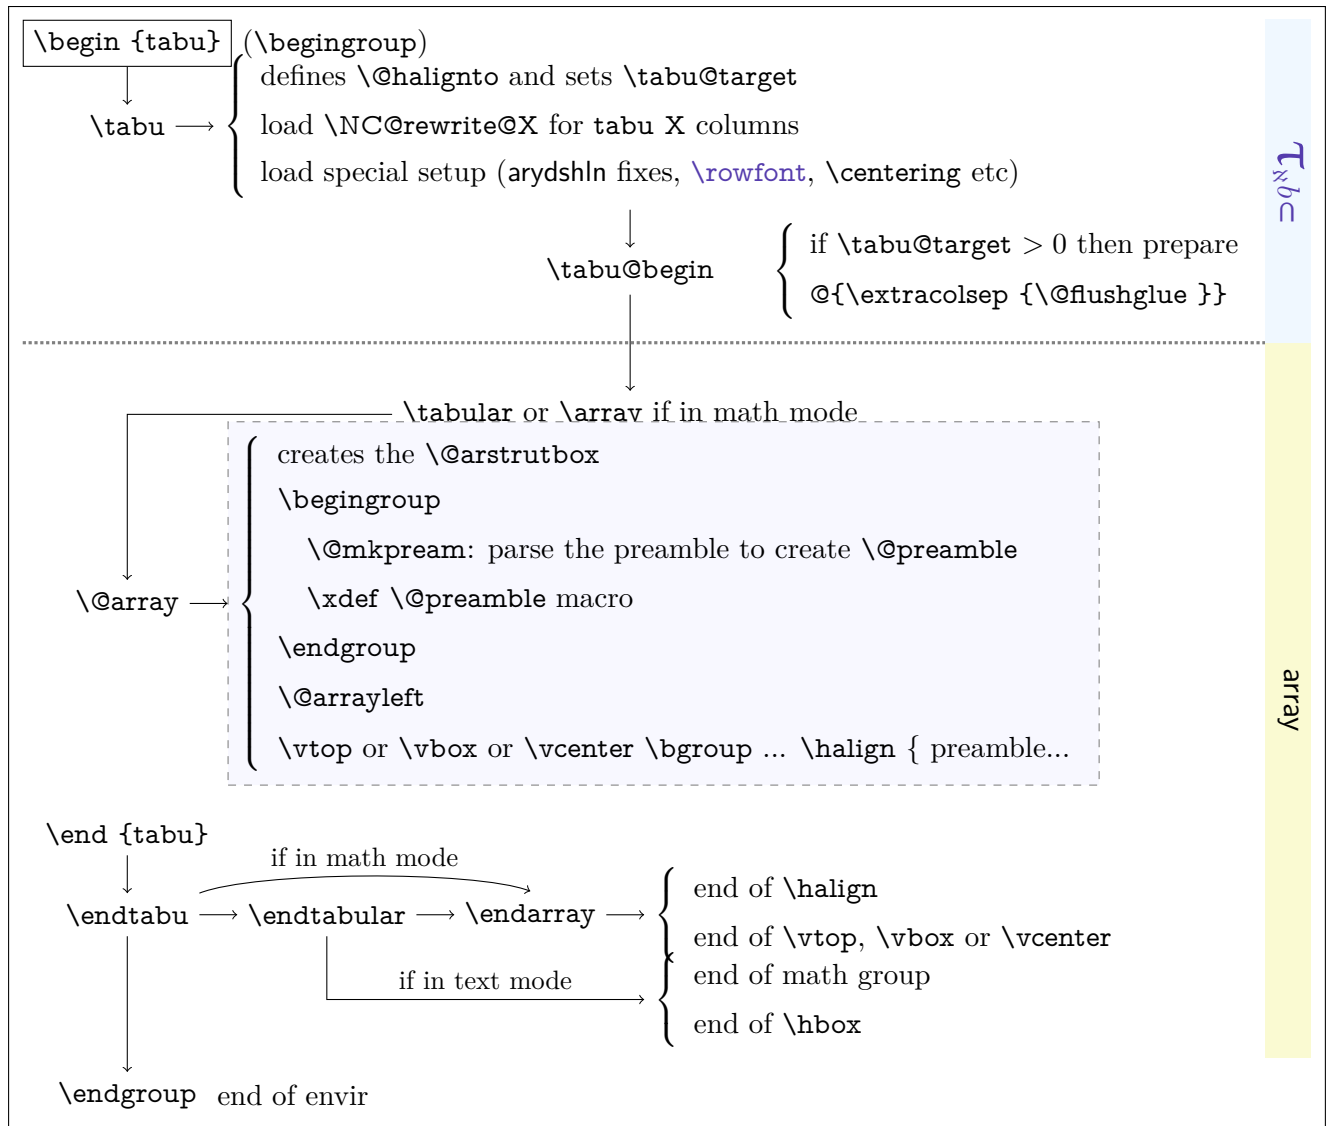 \begin {tabu} (\begingroup)
defines \@halignto and sets \tabu@target
\tabu
load \NC@rewrite@X for tabu X columns
load special setup (arydshln fixes, \rowfont, \centering etc)
if \tabu@target > 0 then prepare
\tabu@begin
@{\extracolsep {\@flushglue }}
\tabular or \array if in math mode
creates the \@arstrutbox
\begingroup
\@mkpream: parse the preamble to create \@preamble
\@array
\xdef \@preamble macro
\endgroup
\@arrayleft
array
\vtop or \vbox or \vcenter \bgroup ... \halign { preamble...
\end {tabu}
if in math mode
end of \halign
\endtabu
\endtabular
\endarray
end of \vtop, \vbox or \vcenter
end of math group
if in text mode
end of \hbox
\endgroup end of envir